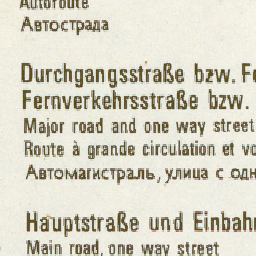 Autoroute
Автострада
Durchgangsstraße bzw.
Fernverkehrsstraße bzw.
Major road and one way street
Route à grande circulation et
Автомагистраль, улица с
Hauptstraße und
Main road, one way street